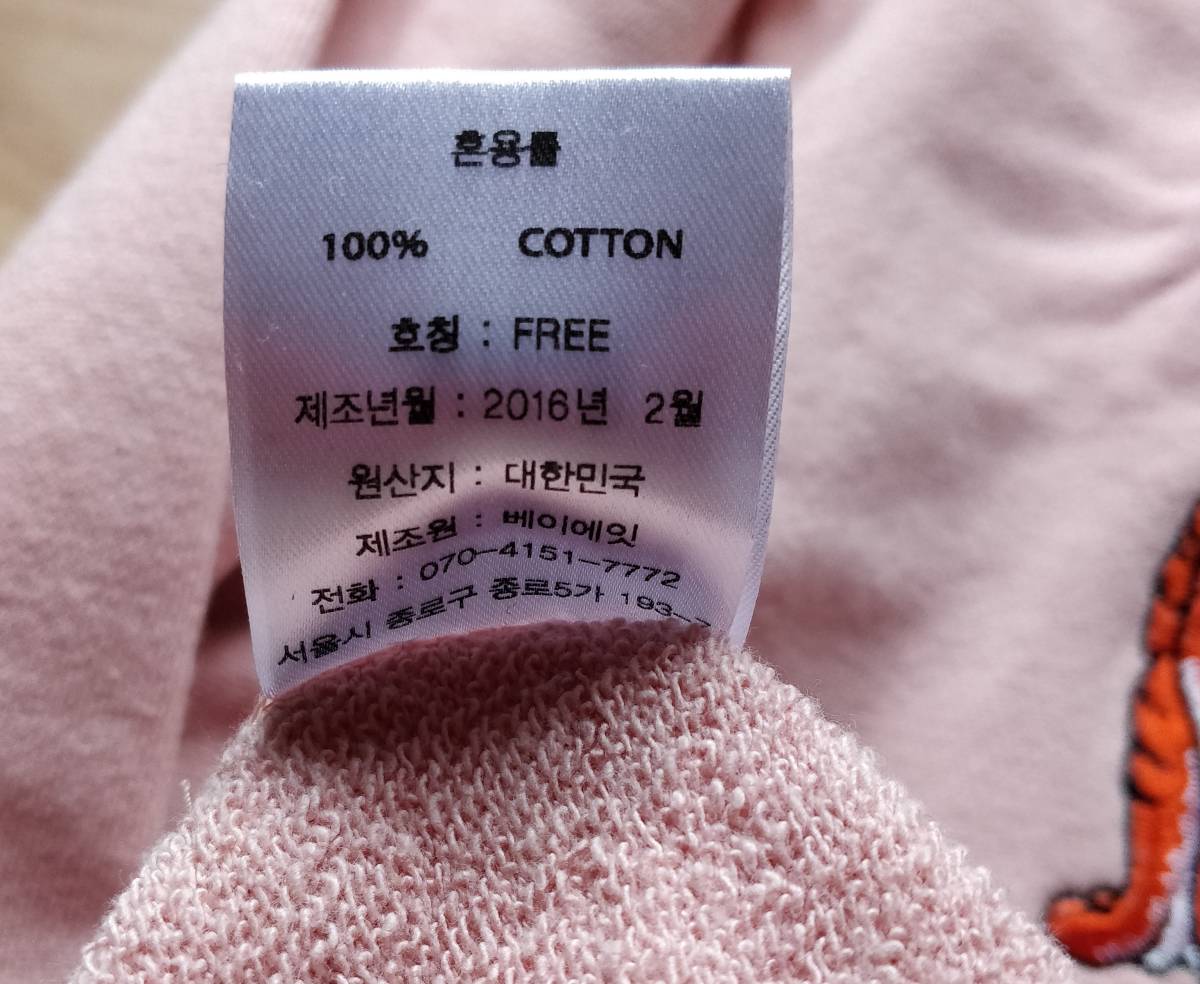 혼용률
100% COTTON
호칭 : FREE
제조년월 : 2016년 2월
원산지 : 대한민국
제조원 : 베이에잇
전화 : 070-4151-7772
서울시 종로구 종로5가 193-